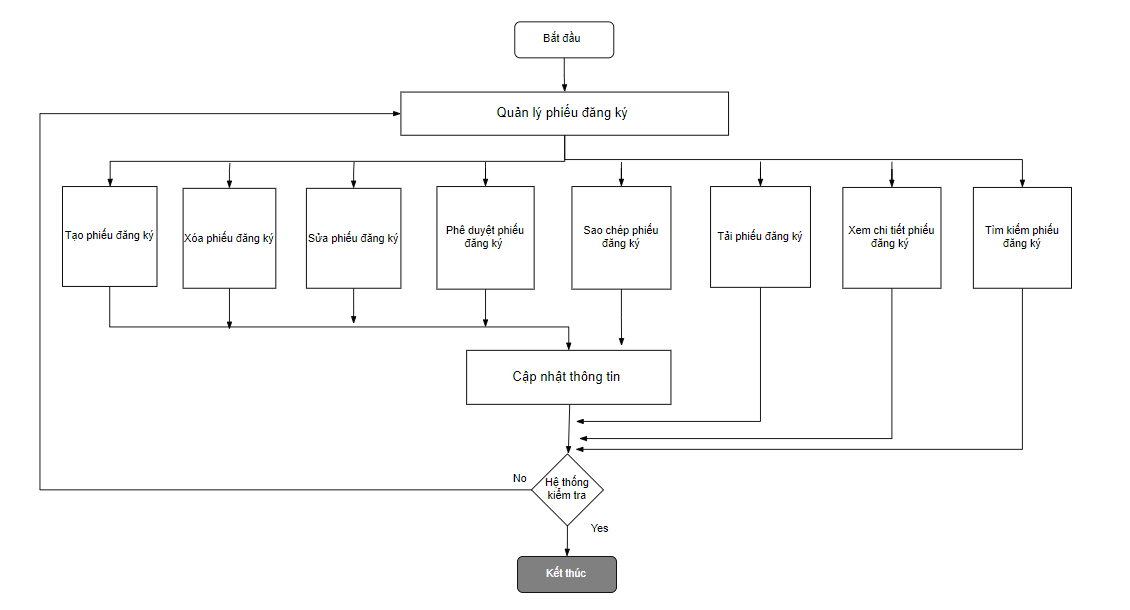 Bắt đầu
Quản lý phiếu đăng ký
Tạo phiếu đăng ký
Xóa phiếu đăng ký
Sửa phiếu đăng ký
Phê duyệt phiếu
đăng ký
Sao chép phiếu
đăng ký
Tải phiếu đăng ký
Xem chi tiết phiếu
đăng ký
Tìm kiếm phiếu
đăng ký
Cập nhật thông tin
No
Hệ thống
kiểm tra
Yes
Kết thúc